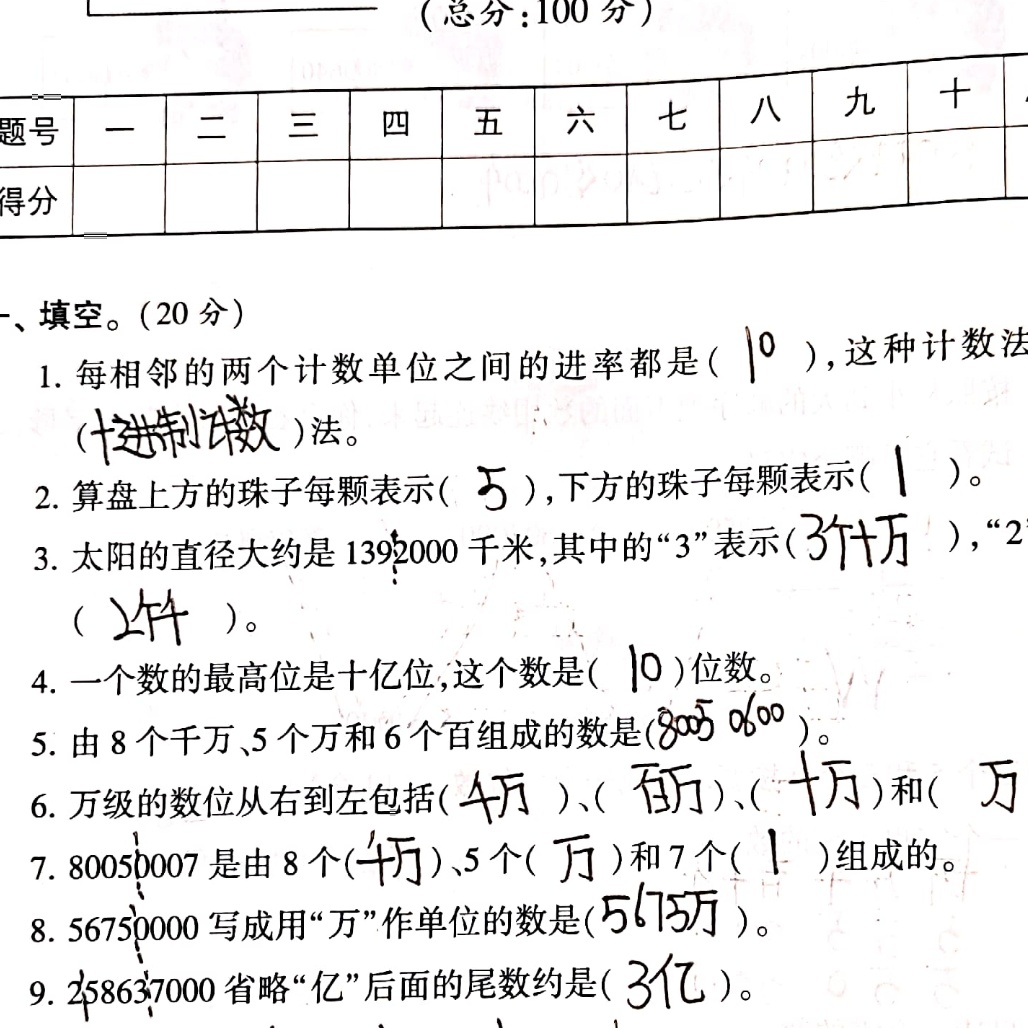 (总分:100 分)
题号 一 二 三 四 五 六 七 八 九 十
得分
一、填空。(20 分)
1. 每相邻的两个计数单位之间的进率都是( 10 ),这种计数法
(十进制计数)法。
2. 算盘上方的珠子每颗表示( 5 ),下方的珠子每颗表示( 1 )。
3. 太阳的直径大约是 1392000 千米,其中的“3”表示(3个十万 ),“2”
( 2个千 )。
4. 一个数的最高位是十亿位,这个数是( 10 )位数。
5. 由 8 个千万、5 个万和 6 个百组成的数是(80050600 )。
6. 万级的数位从右到左包括( 千万 )、( 百万 )、( 十万 )和( 万
7. 80050007 是由 8 个(千万)、5 个( 万 )和 7 个( 1 )组成的。
8. 56750000 写成用“万”作单位的数是(5675万 )。
9. 258637000 省略“亿”后面的尾数约是( 3亿 )。